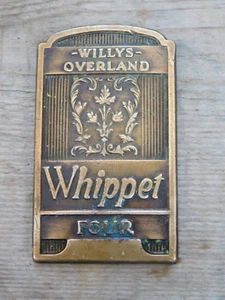 -WILLYS-
OVERLAND
Whippet
FOUR